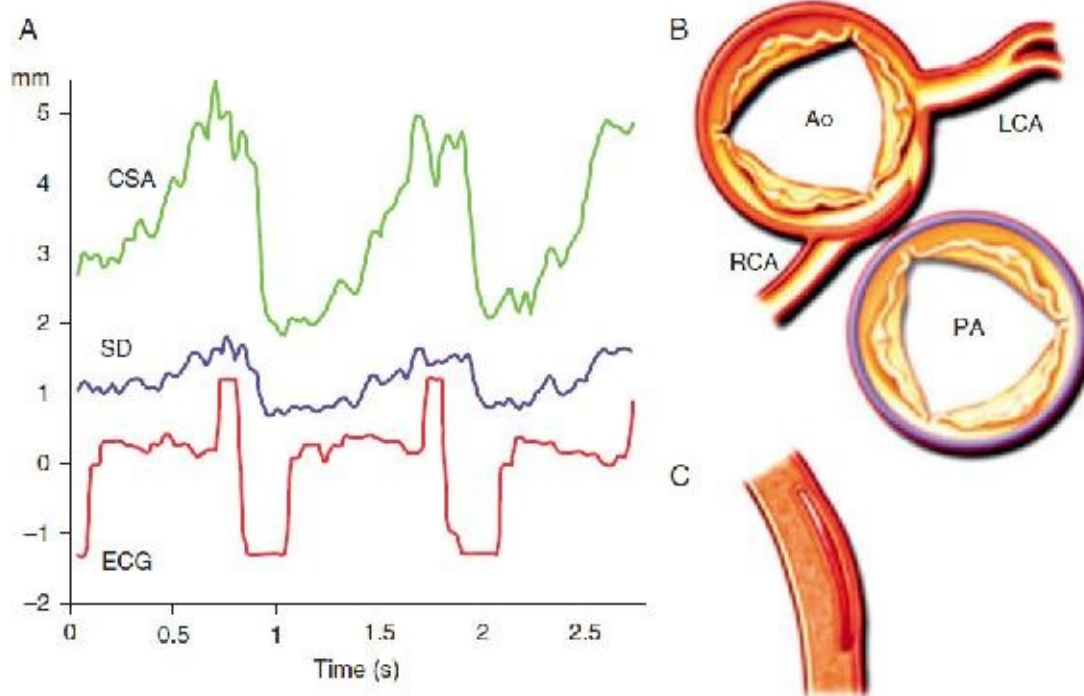 A
mm
5
4
3
2
1
0
–1
–2
CSA
SD
ECG
0 0.5 1 1.5 2 2.5
Time (s)
B
Ao
LCA
RCA
PA
C